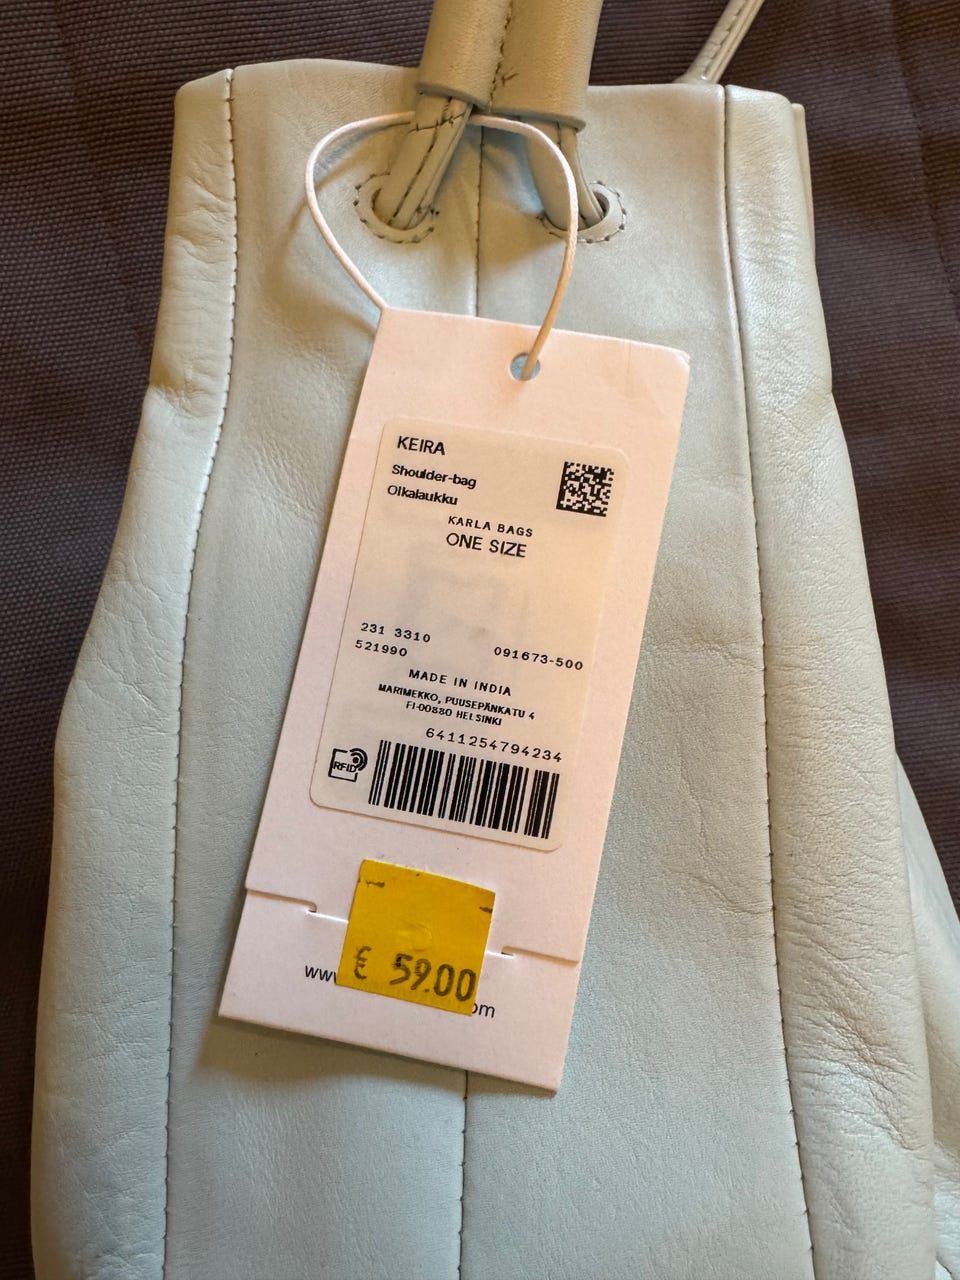 KEIRA
Shoulder-bag
Olkalaukku
KARLA BAGS
ONE SIZE
231 3310
521990
091673-500
MADE IN INDIA
MARIMEKKO, PUUSEPÄNKATU 4
FI-00880 HELSINKI
6411254794234
RFID
€ 59.00